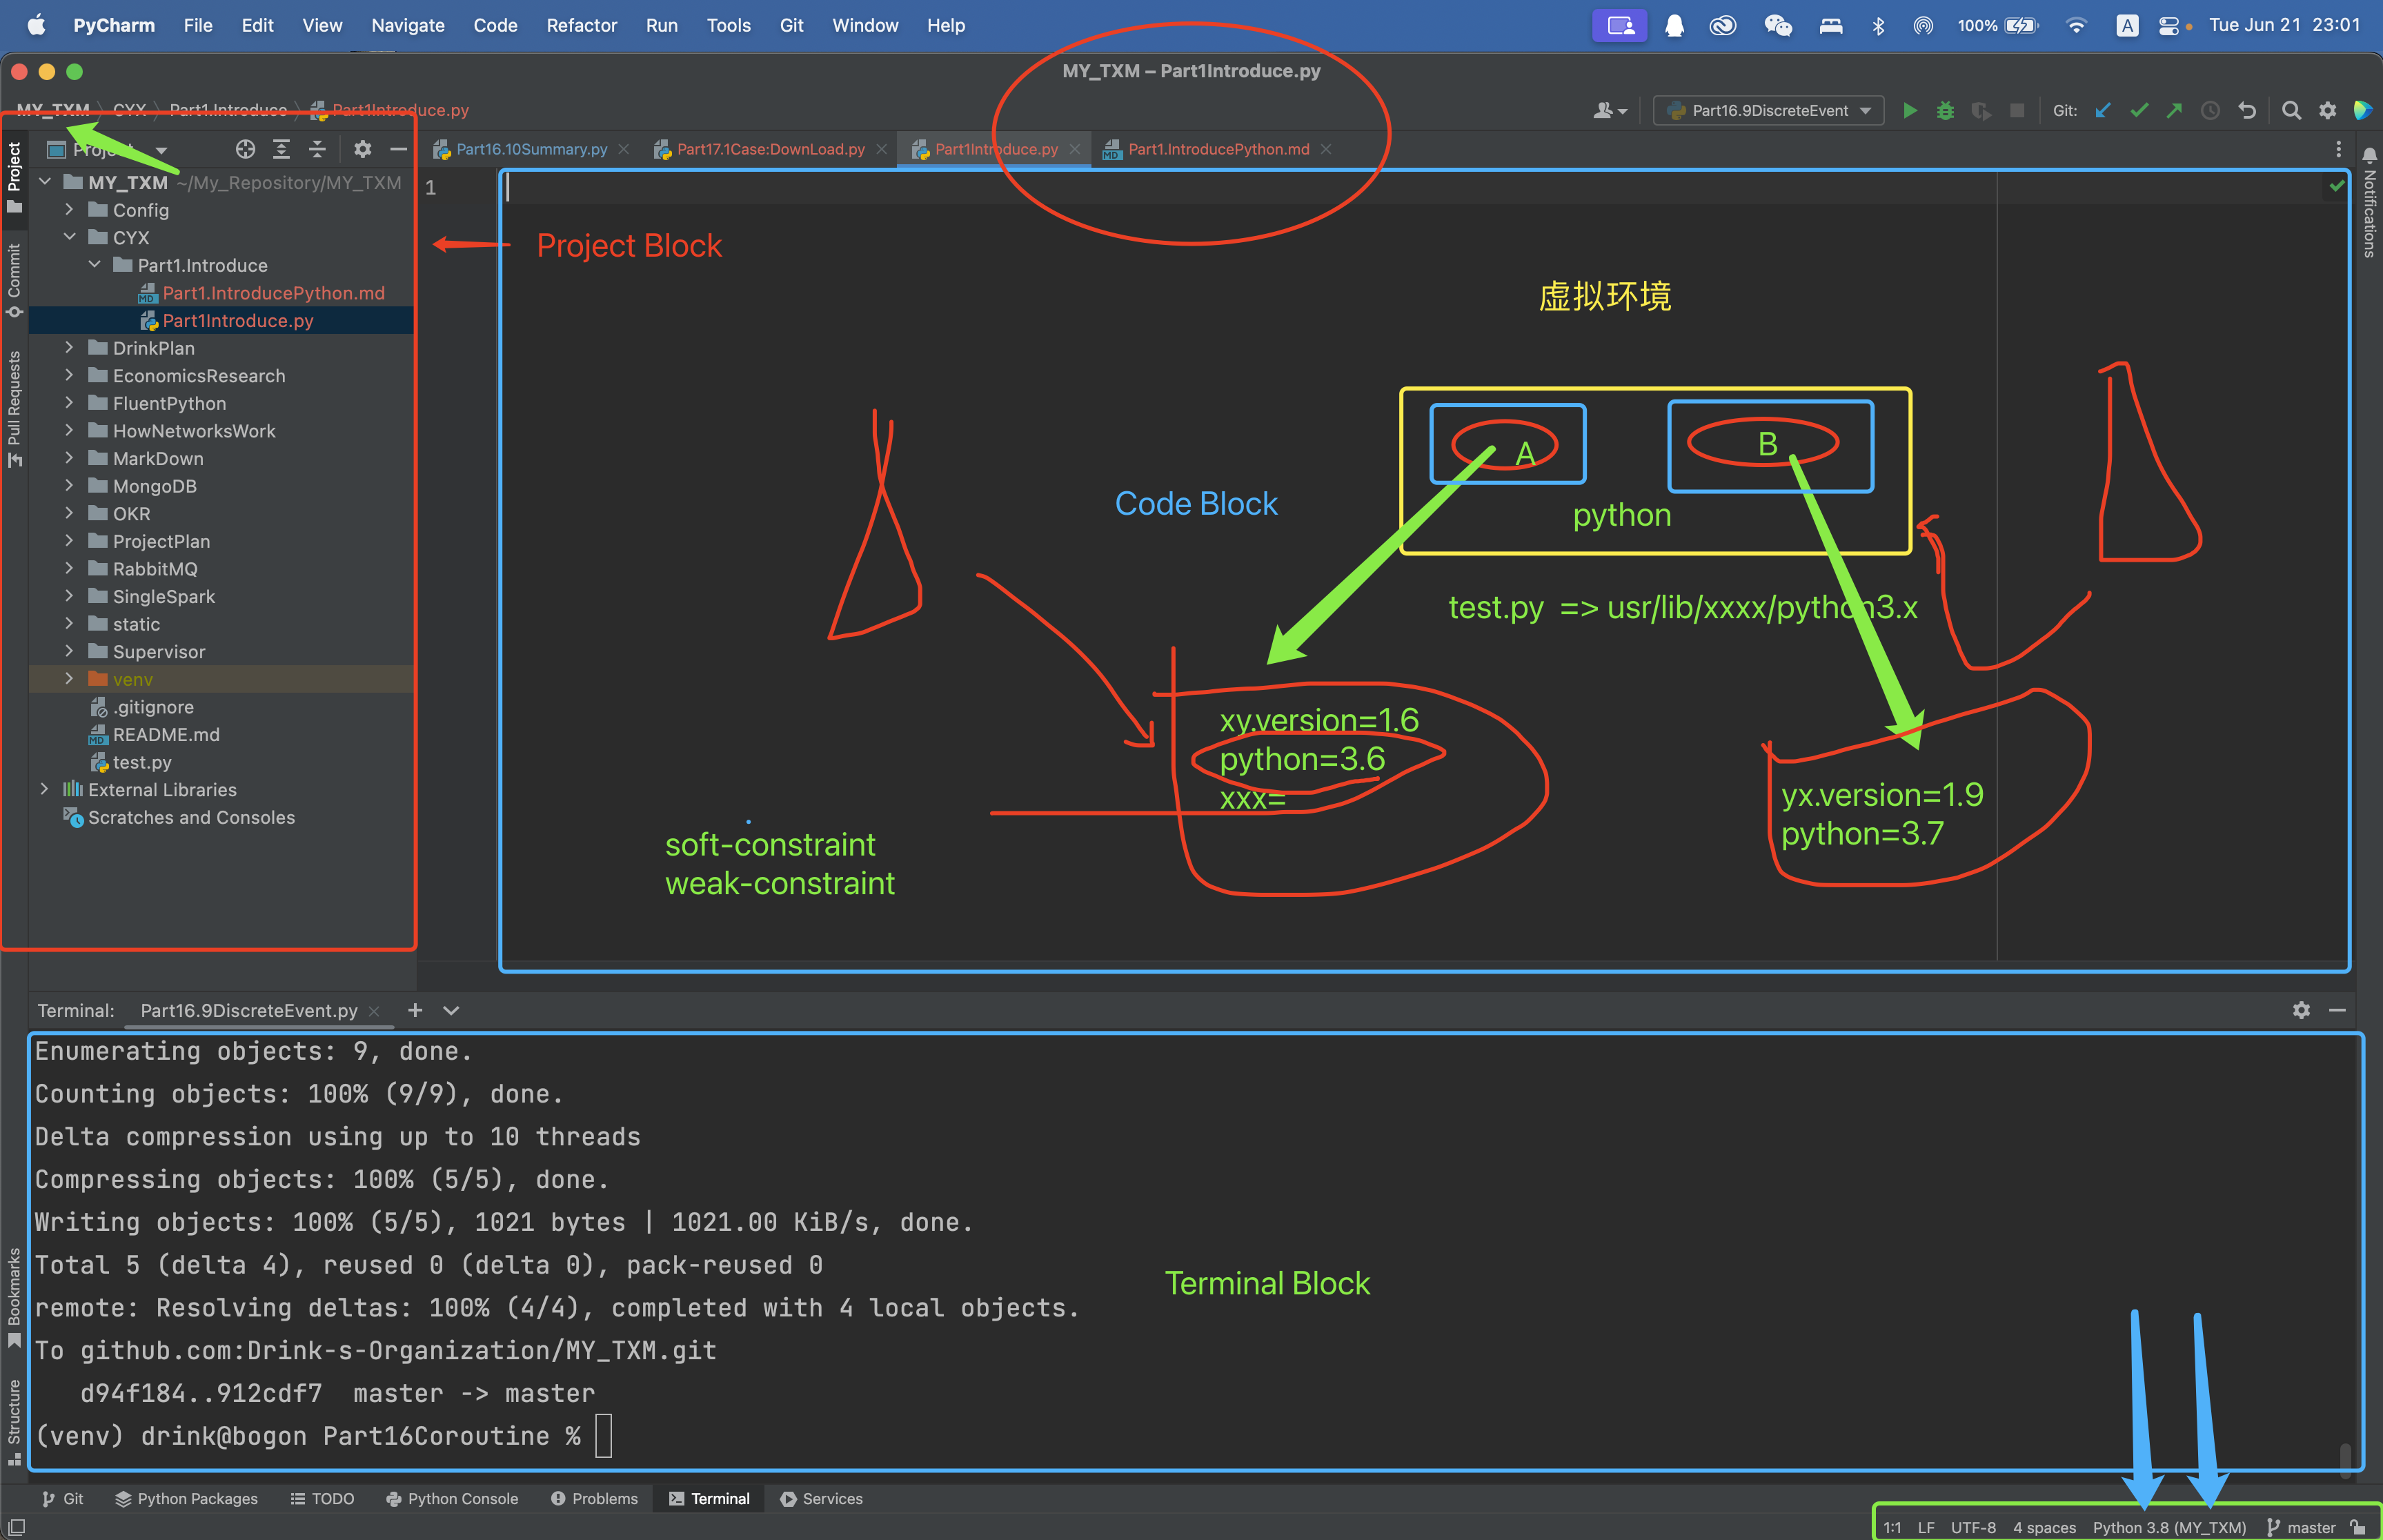 PyCharm File Edit View Navigate Code Refactor Run Tools Git Window Help 100% A Tue Jun 21 23:01
MY_TXM – Part1Introduce.py
MY_TXM CYX Part1.Introduce Part1Introduce.py Part16.9DiscreteEvent Git:
Project
Part16.10Summary.py Part17.1Case:DownLoad.py Part1Introduce.py Part1.IntroducePython.md
Project
Commit
Pull Requests
Bookmarks
Structure
Notifications
MY_TXM ~/My_Repository/MY_TXM
Config
CYX
Part1.Introduce
MD Part1.IntroducePython.md
Part1Introduce.py
DrinkPlan
EconomicsResearch
FluentPython
HowNetworksWork
MarkDown
MongoDB
OKR
ProjectPlan
RabbitMQ
SingleSpark
static
Supervisor
venv
.gitignore
MD README.md
test.py
External Libraries
Scratches and Consoles
1
Project Block
虚拟环境
A
B
Code Block
python
test.py => usr/lib/xxxx/python3.x
xy.version=1.6
python=3.6
xxx=
yx.version=1.9
python=3.7
soft-constraint
weak-constraint
Terminal: Part16.9DiscreteEvent.py
Enumerating objects: 9, done.
Counting objects: 100% (9/9), done.
Delta compression using up to 10 threads
Compressing objects: 100% (5/5), done.
Writing objects: 100% (5/5), 1021 bytes | 1021.00 KiB/s, done.
Total 5 (delta 4), reused 0 (delta 0), pack-reused 0
remote: Resolving deltas: 100% (4/4), completed with 4 local objects.
To github.com:Drink-s-Organization/MY_TXM.git
d94f184..912cdf7 master -> master
(venv) drink@bogon Part16Coroutine %
Terminal Block
Git Python Packages TODO Python Console Problems Terminal Services
1:1 LF UTF-8 4 spaces Python 3.8 (MY_TXM) master